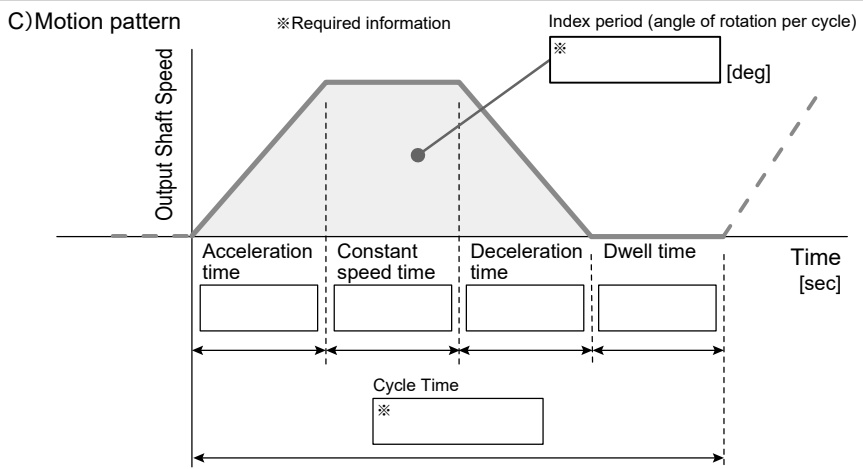 C)Motion pattern
※Required information
Index period (angle of rotation per cycle)
※
[deg]
Output Shaft Speed
Acceleration
time
Constant
speed time
Deceleration
time
Dwell time
Time
[sec]
Cycle Time
※